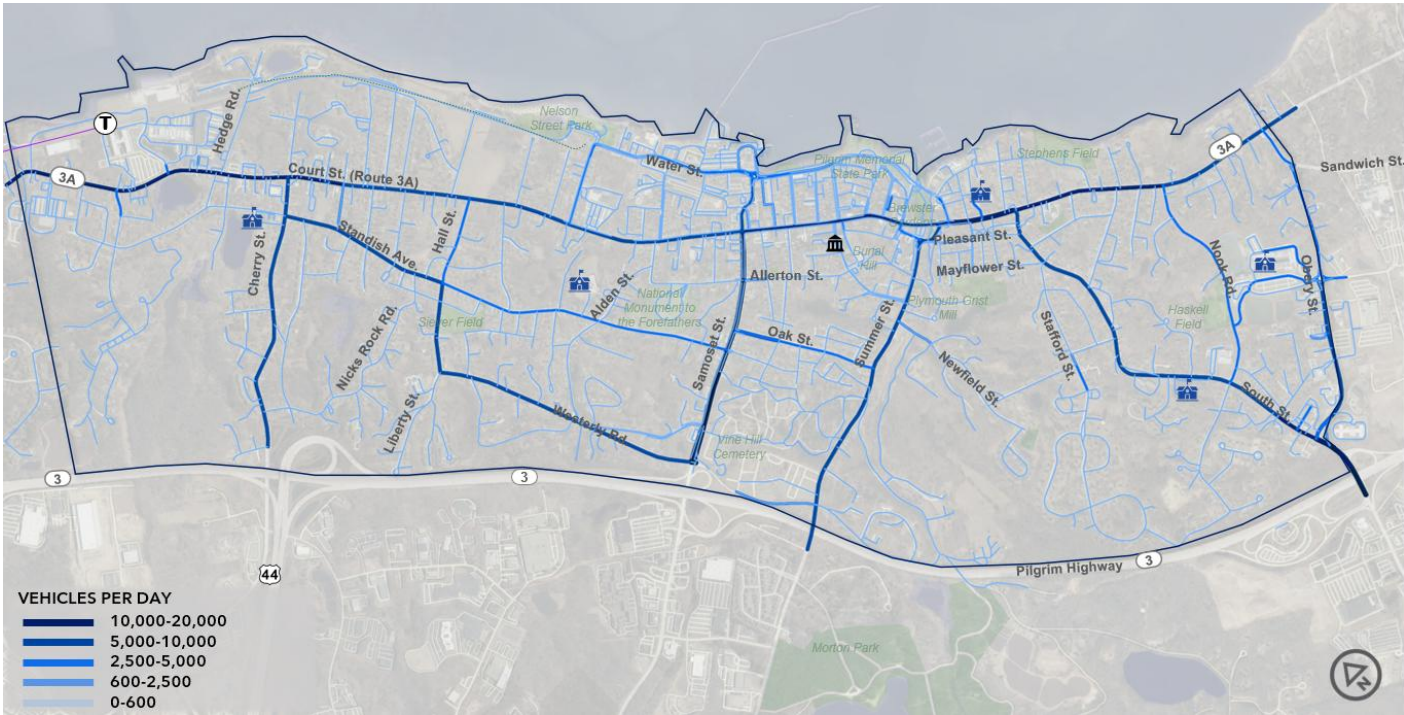 Nelson
Street Park
T
Hedge Rd.
Water St.
Pilgrim Memorial
State Park
Stephens Field
3A
Sandwich St.
3A
Court St. (Route 3A)
Brewster
Hall St.
Standish Ave.
Cherry St.
Pleasant St.
Burial
Hill
Mayflower St.
Allerton St.
Alden St.
National
Monument to
the Forefathers
Nook Rd.
Obery St.
Plymouth Grist
Mill
Haskell
Field
Siever Field
Nicks Rock Rd.
Oak St.
Summer St.
Samoset St.
Stafford St.
Newfield St.
South St.
Liberty St.
Westerly Rd.
Vine Hill
Cemetery
3
3
3
Pilgrim Highway
44
Morton Park
VEHICLES PER DAY
10,000-20,000
5,000-10,000
2,500-5,000
600-2,500
0-600
N